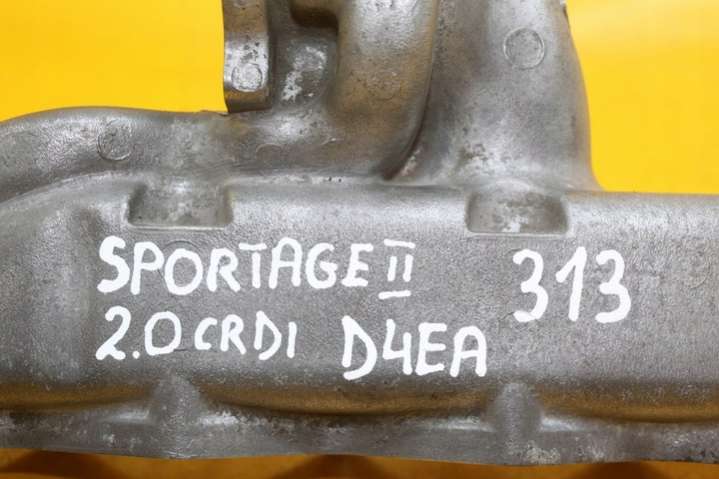 SPORTAGE II 313
2.0 CRDI D4EA